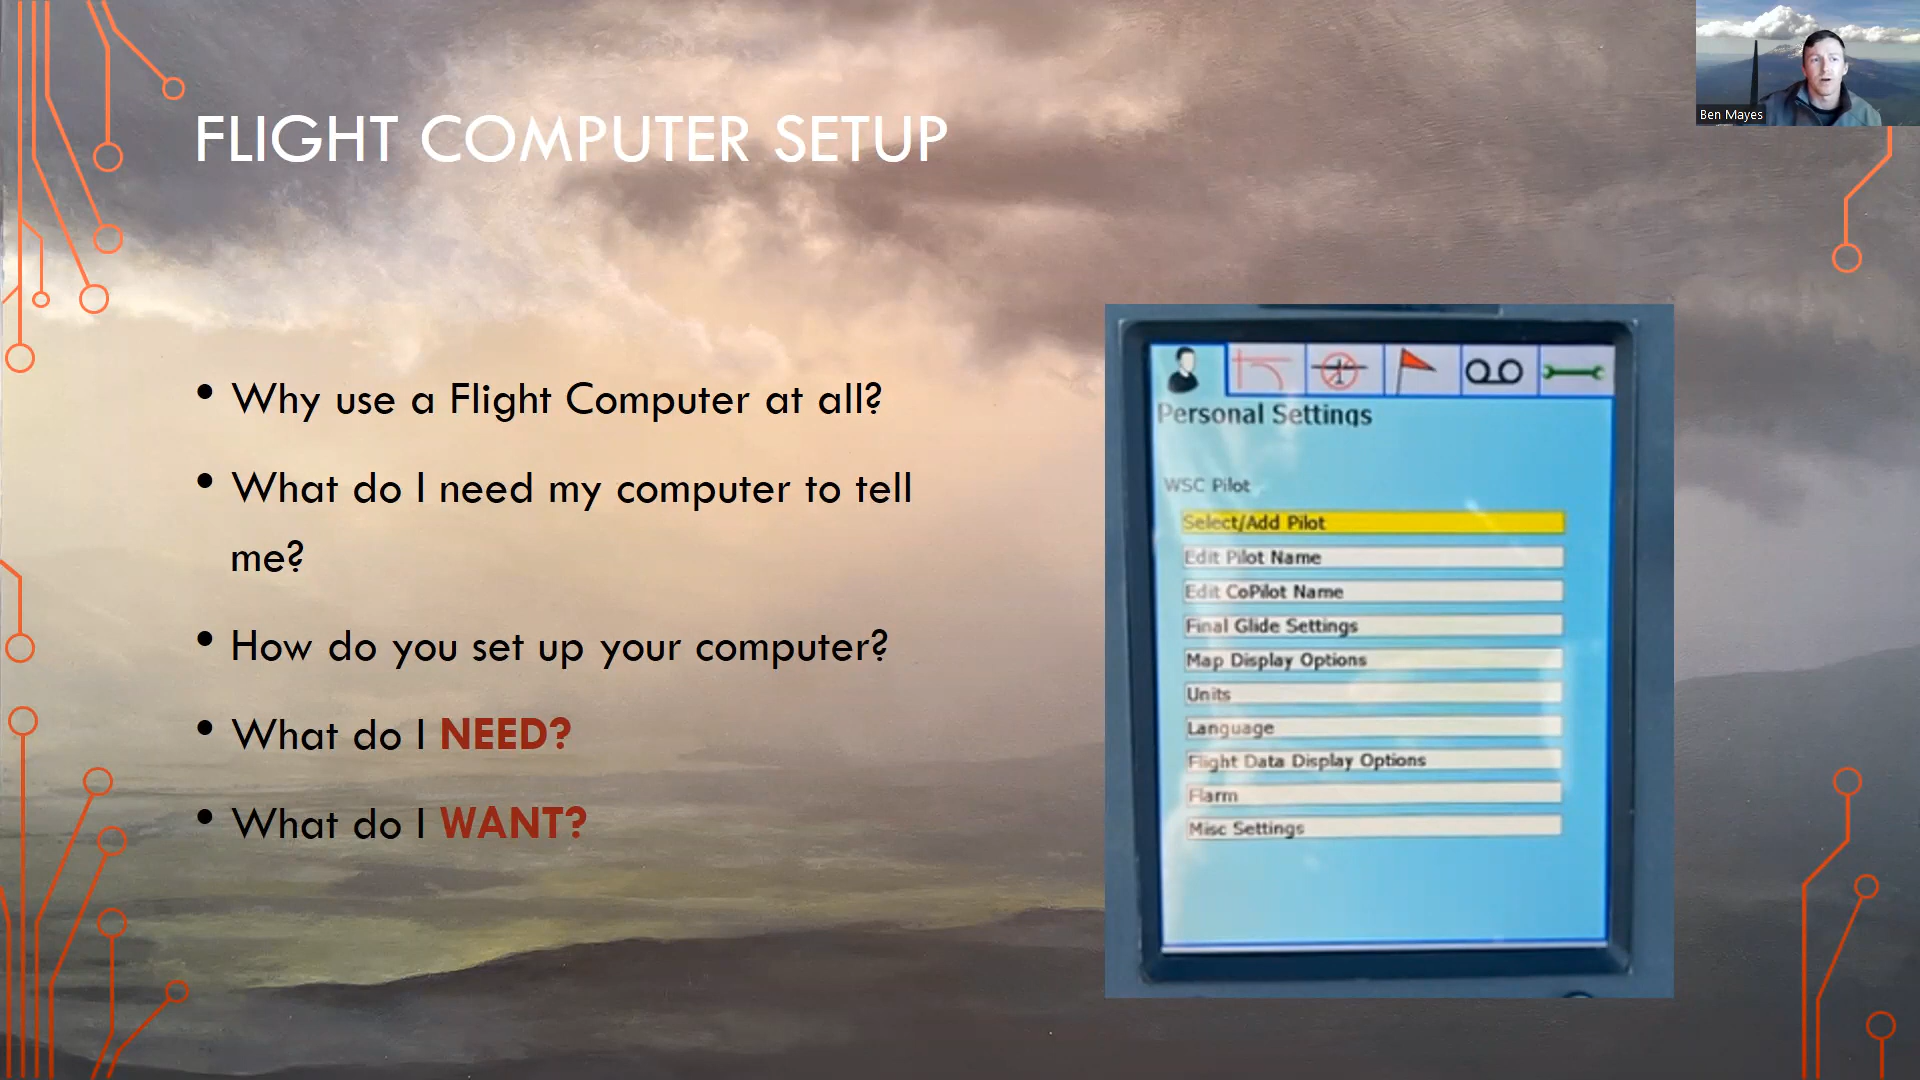 FLIGHT COMPUTER SETUP
Ben Mayes
• Why use a Flight Computer at all?
• What do I need my computer to tell
me?
• How do you set up your computer?
• What do I NEED?
• What do I WANT?
Personal Settings
WSC Pilot
Select/Add Pilot
Edit Pilot Name
Edit CoPilot Name
Final Glide Settings
Map Display Options
Units
Language
Flight Data Display Options
Flarm
Misc Settings